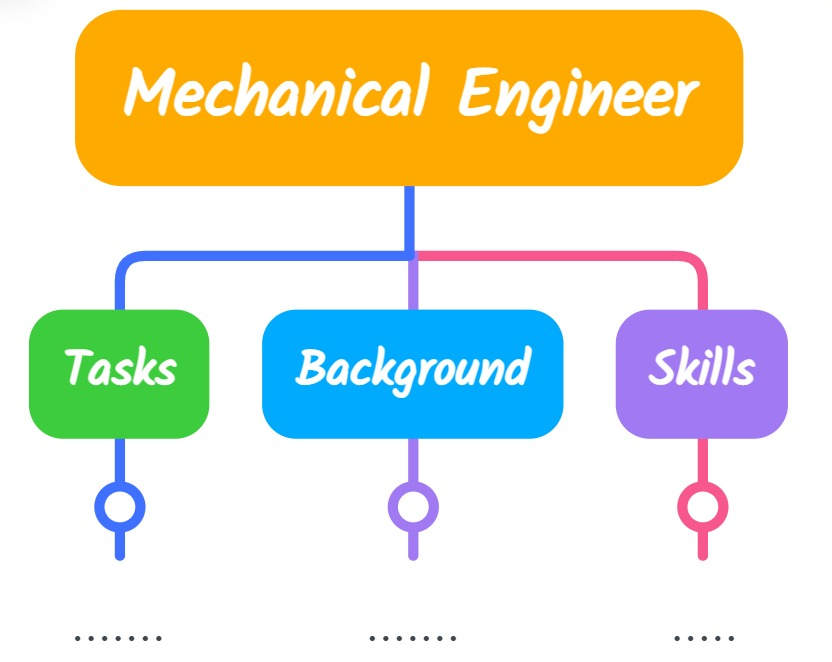 Mechanical Engineer
Tasks
Background
Skills
.......
.......
.....